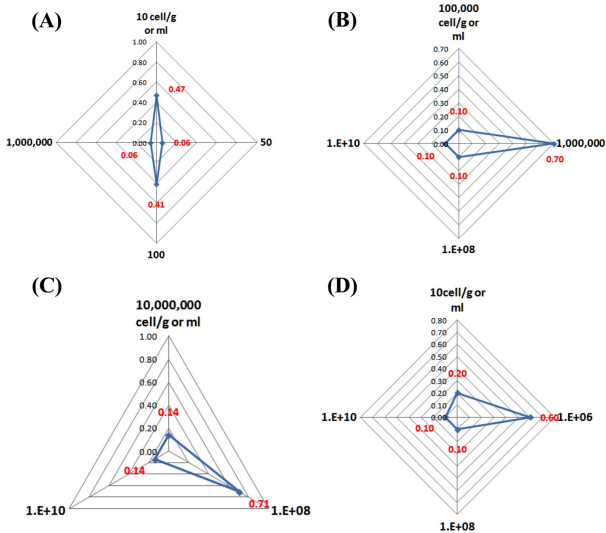 (A)
10 cell/g
or ml
1.00
0.80
0.60
0.40
0.20
0.00
0.47
0.06
0.06
0.41
1,000,000
50
100
(B)
100,000
cell/g or
ml
0.70
0.60
0.50
0.40
0.30
0.20
0.10
0.00
0.10
0.10
0.10
0.70
1.E+10
1,000,000
1.E+08
(C)
10,000,000
cell/g or ml
1.00
0.80
0.60
0.40
0.20
0.00
0.14
0.14
0.71
1.E+10
1.E+08
(D)
10cell/g or
ml
0.80
0.70
0.60
0.50
0.40
0.30
0.20
0.10
0.00
0.20
0.60
0.10
0.10
1.E+10
1.E+06
1.E+08